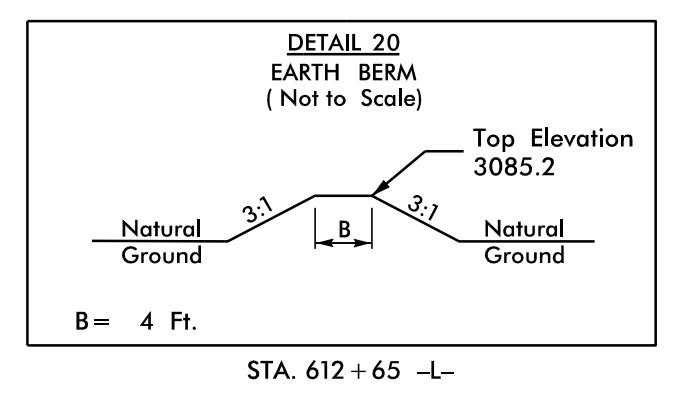 DETAIL 20
EARTH BERM
( Not to Scale)
Top Elevation
3085.2
3:1
3:1
Natural
Ground
B
Natural
Ground
B = 4 Ft.
STA. 612+65 -L-